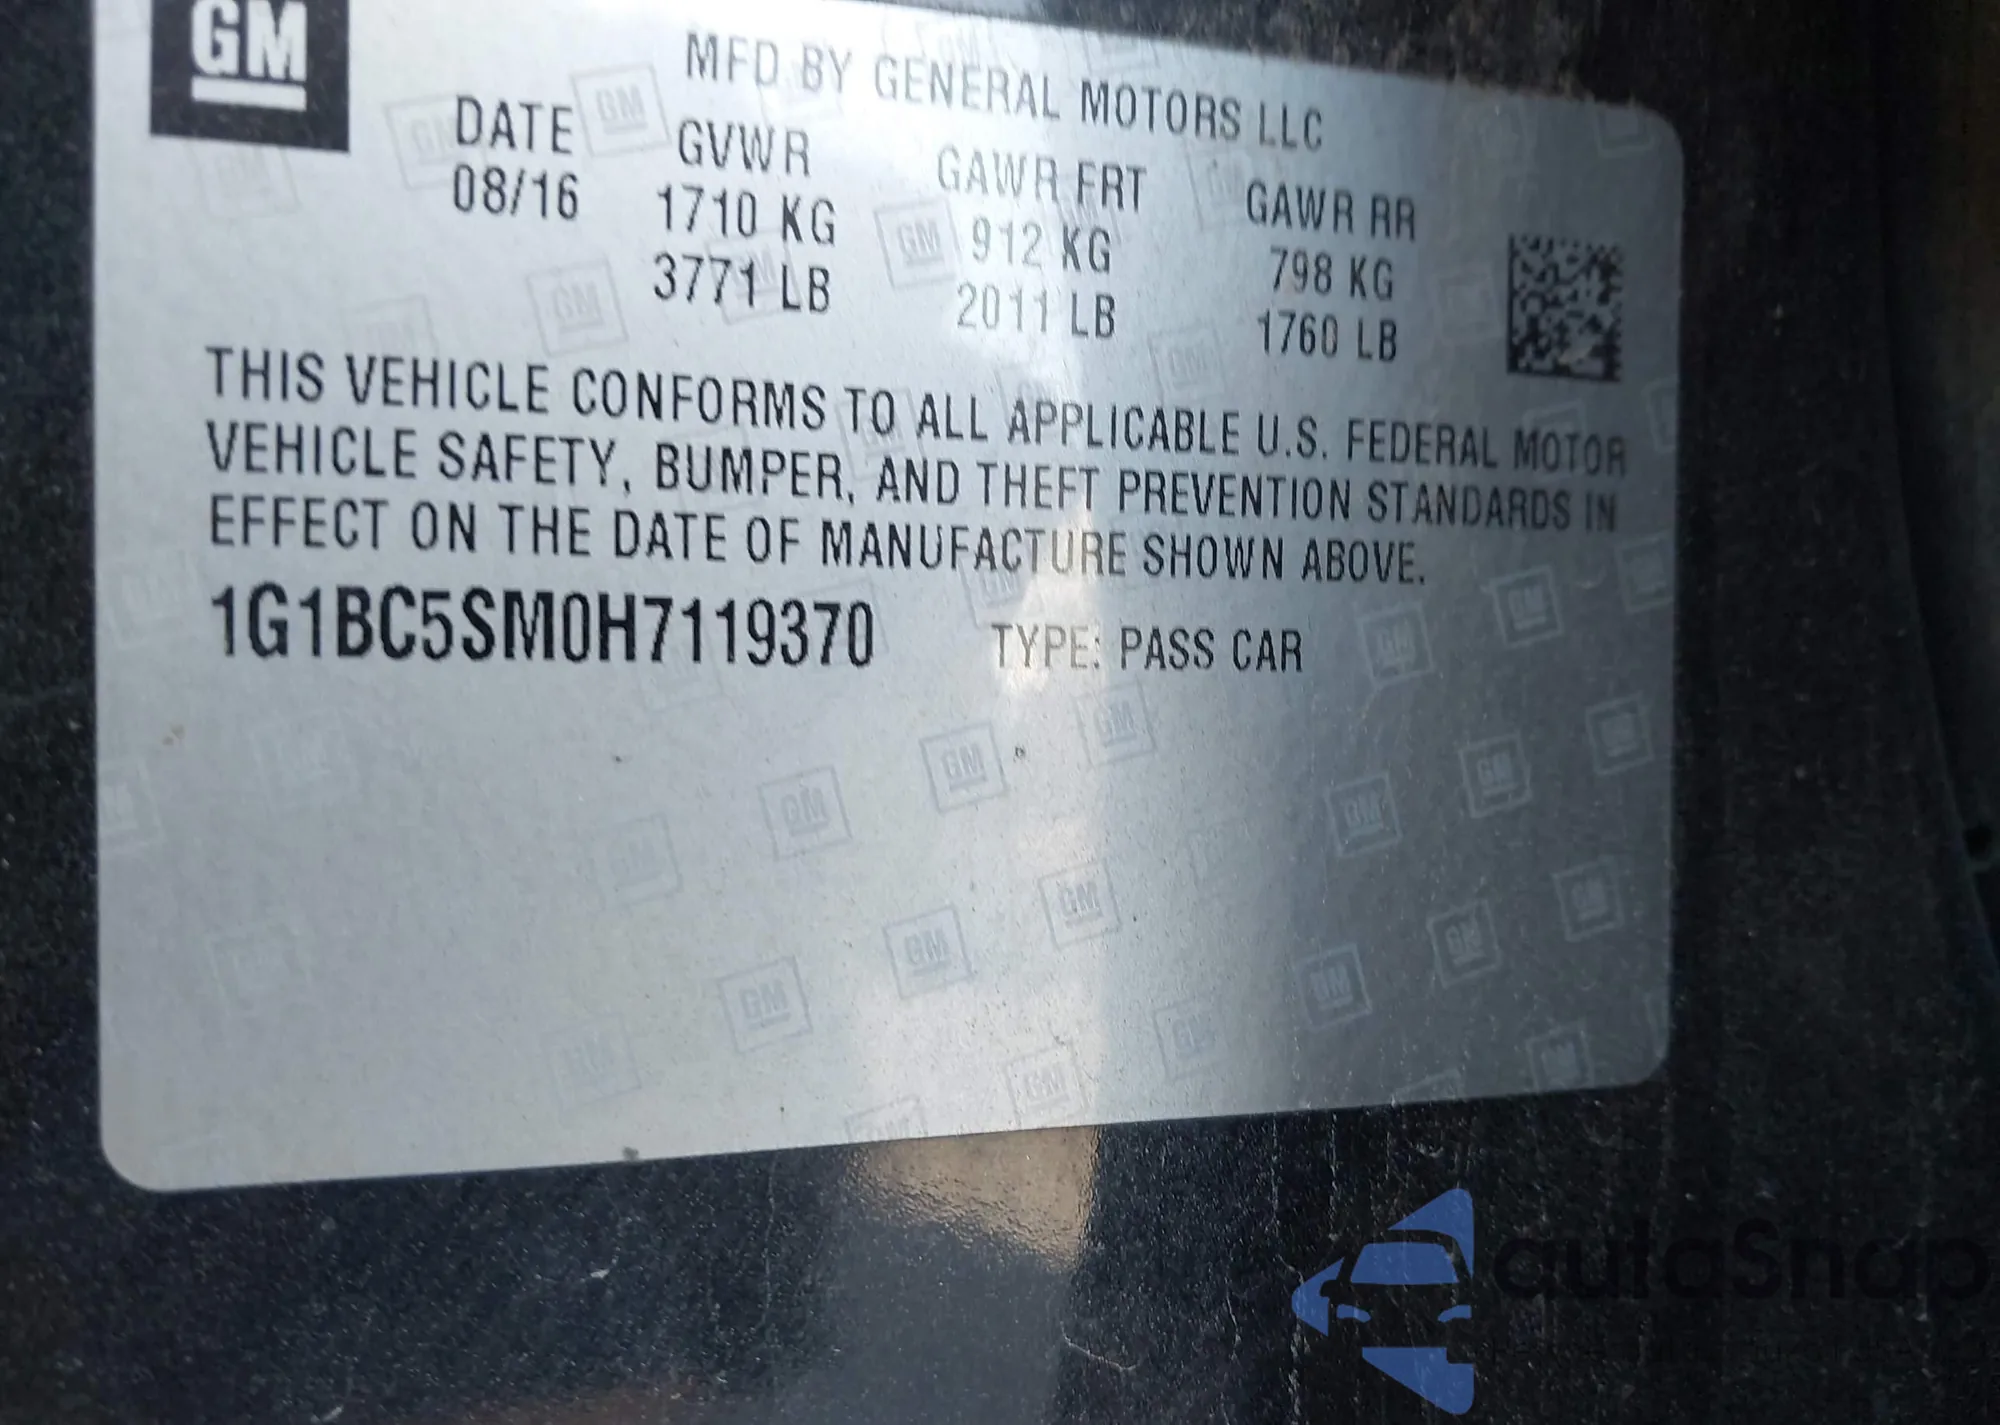 GM
MFD BY GENERAL MOTORS LLC
DATE GVWR GAWR FRT GAWR RR
08/16 1710 KG 912 KG 798 KG
3771 LB 2011 LB 1760 LB
THIS VEHICLE CONFORMS TO ALL APPLICABLE U.S. FEDERAL MOTOR
VEHICLE SAFETY, BUMPER, AND THEFT PREVENTION STANDARDS IN
EFFECT ON THE DATE OF MANUFACTURE SHOWN ABOVE.
1G1BC5SM0H7119370 TYPE: PASS CAR
autaSnap